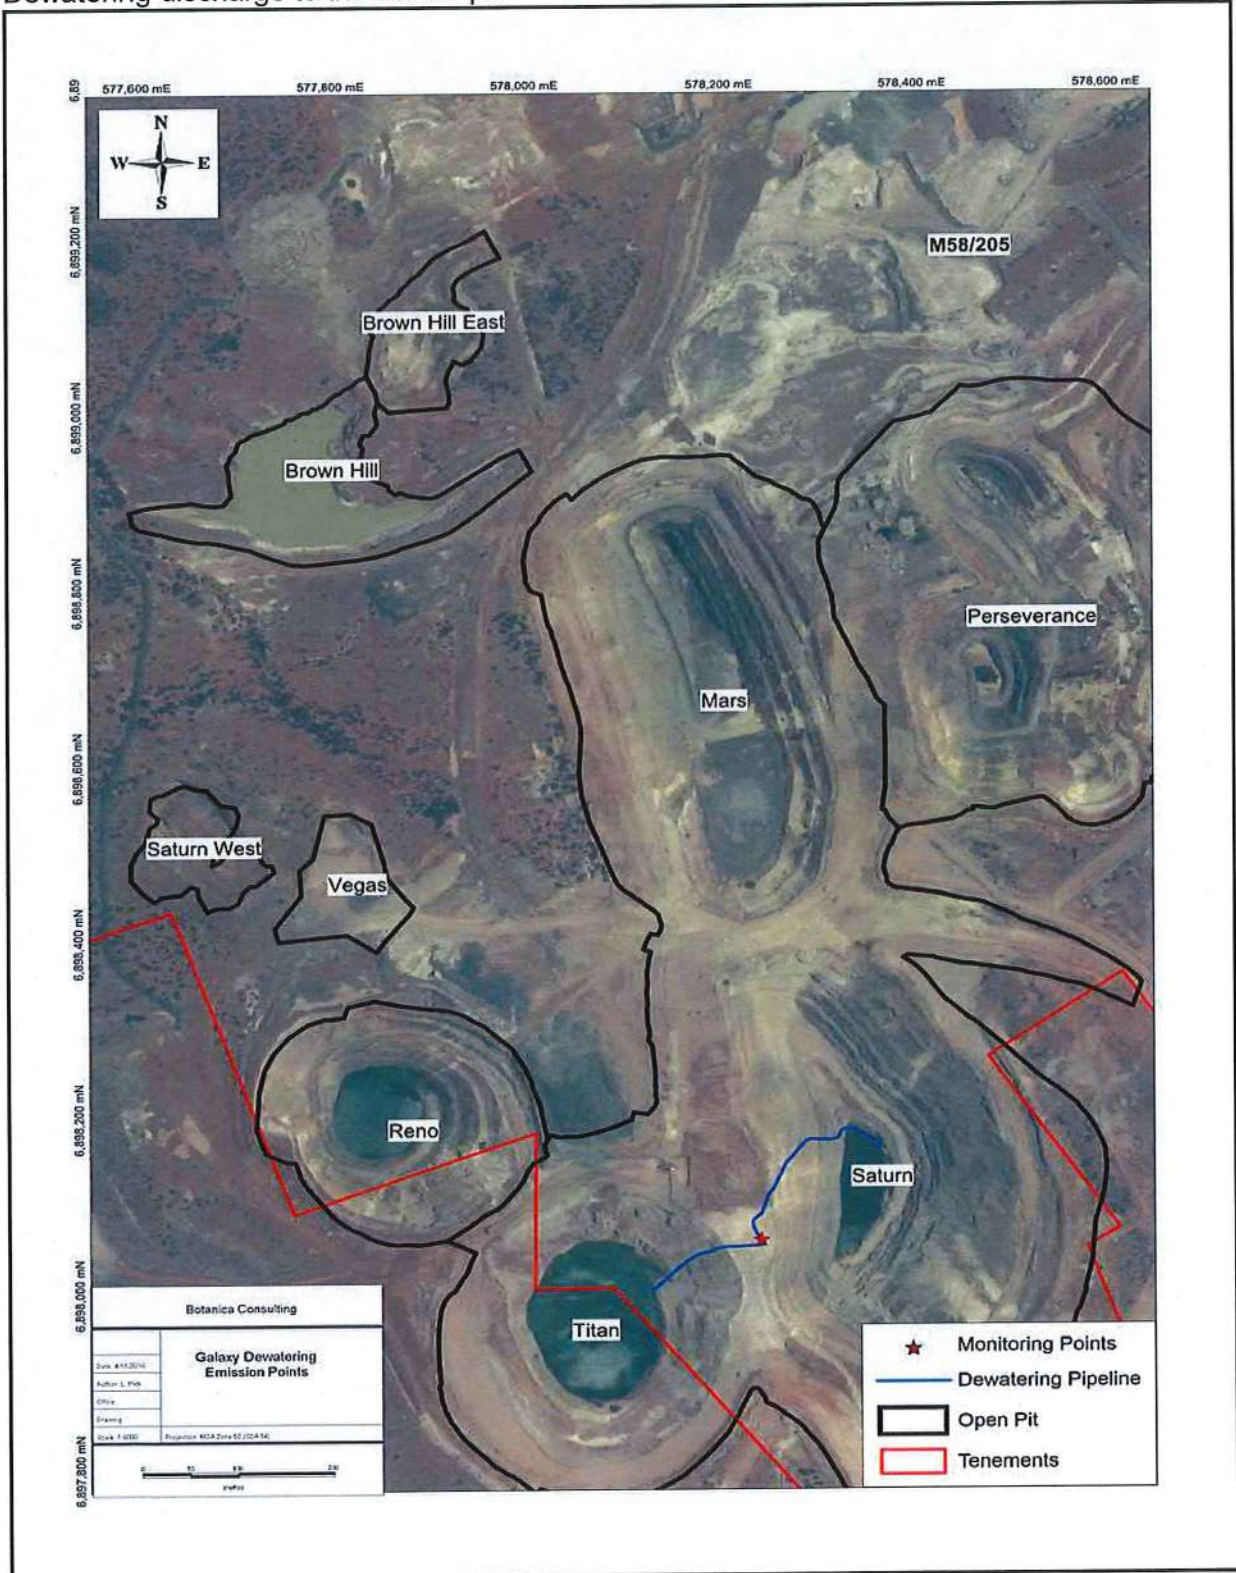 577,600 mE
577,800 mE
578,000 mE
578,200 mE
578,400 mE
578,600 mE
6,89
N
W E
S
6,899,200 mN
M58/205
Brown Hill East
6,899,000 mN
Brown Hill
6,898,800 mN
Perseverance
Mars
6,898,600 mN
Saturn West
Vegas
6,898,400 mN
Reno
6,898,200 mN
Saturn
6,898,000 mN
Titan
Botanica Consulting
Galaxy Dewatering
Emission Points
Office
Drawing
6,897,800 mN
Monitoring Points
Dewatering Pipeline
Open Pit
Tenements